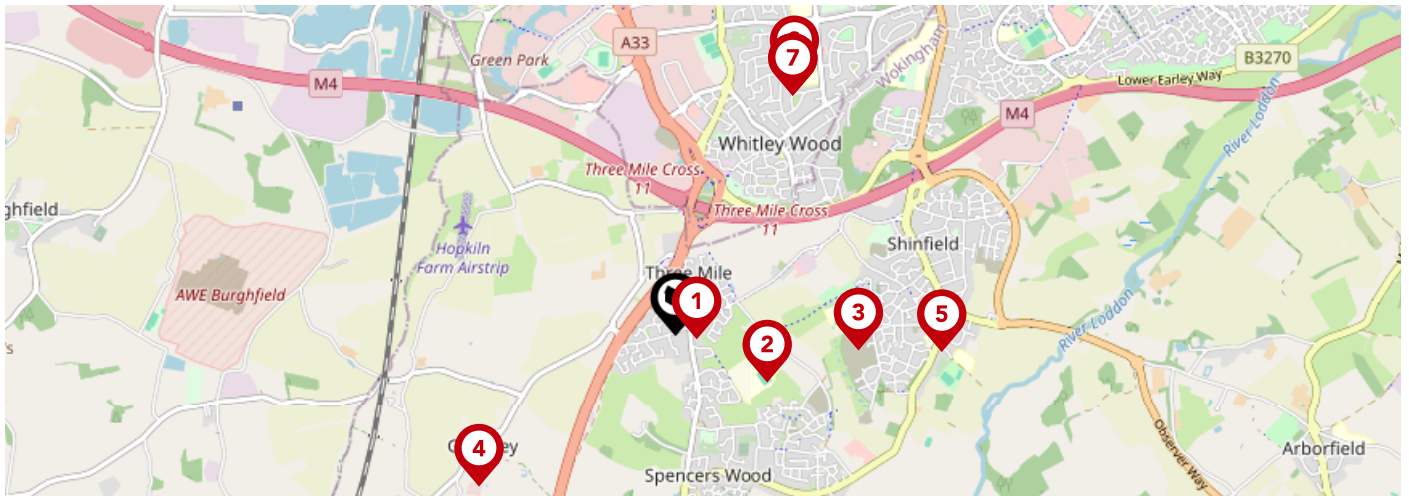 A33
Green Park
7
B3270
Wokingham
Lower Earley Way
M4
M4
River Loddon
Whitley Wood
Three Mile Cross
11
ghfield
Three Mile Cross
11
Hopkiln
Farm Airstrip
Shinfield
Three Mile
AWE Burghfield
1
3
5
River Loddon
2
's
4
ey
Spencers Wood
Observer Way
Arborfield